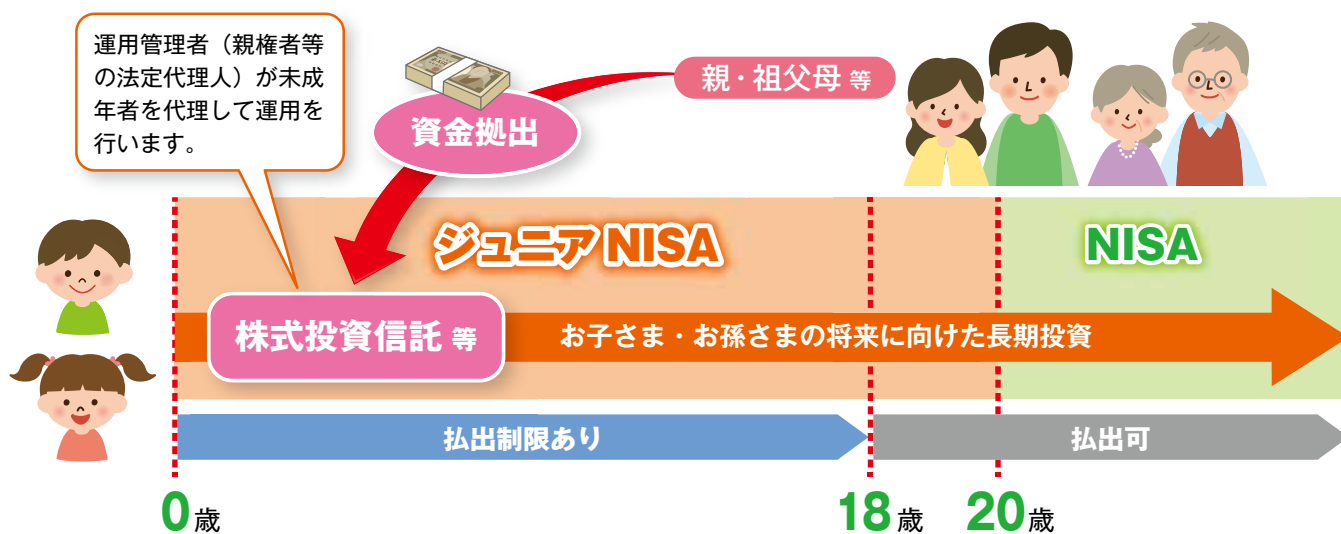 運用管理者（親権者等
の法定代理人）が未成
年者を代理して運用を
行います。
親・祖父母 等
資金拠出
ジュニアNISA
NISA
株式投資信託 等
お子さま・お孫さまの将来に向けた長期投資
払出制限あり
払出可
0歳
18歳
20歳